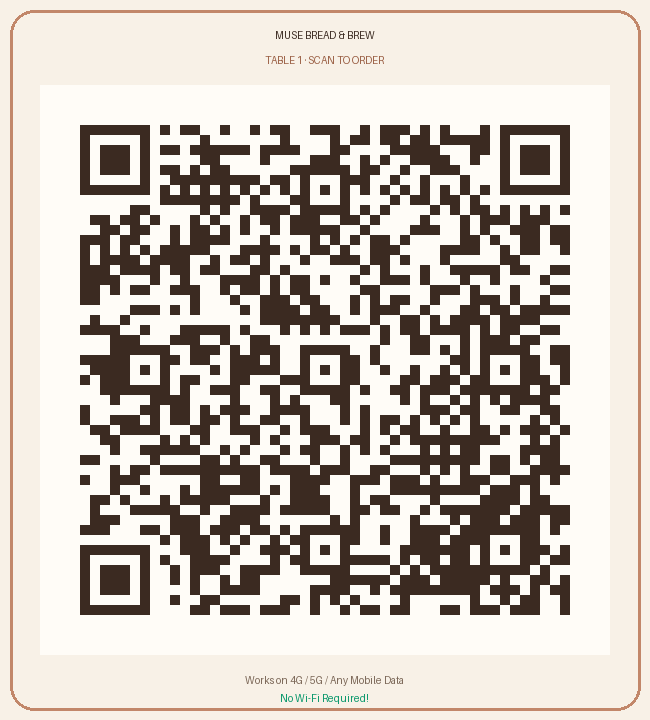 MUSE BREAD & BREW
TABLE 1 · SCAN TO ORDER
Works on 4G / 5G / Any Mobile Data
No Wi-Fi Required!